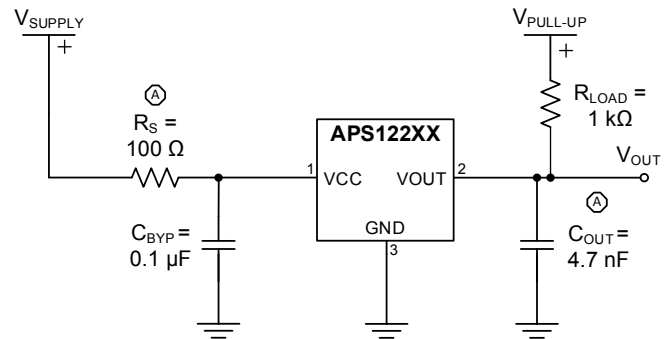 VSUPPLY
+
A
RS =
100 Ω
CBYP =
0.1 µF
APS122XX
1
VCC
VOUT
2
GND
3
VPULL-UP
+
RLOAD =
1 kΩ
VOUT
A
COUT =
4.7 nF